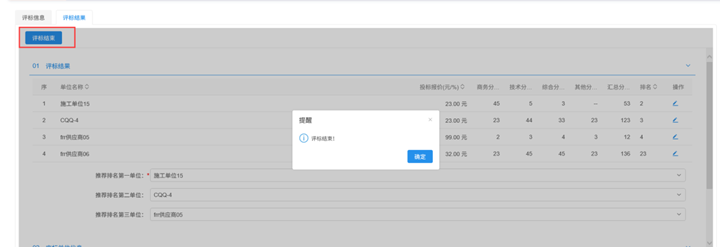 评标信息 评标结果
评标结果
01 评标结果
序 单位名称 投标报价(元/%) 商务分... 技术分... 综合分... 其他分... 汇总分... 排名 操作
1 施工单位15 23.00 元 45 5 3 -- 53 2
2 CQQ-4 23.00 元 23 44 33 23 123 3
3 ftr供应商05 99.00 元 2 3 4 3 12 4
4 ftr供应商06 32.00 元 23 45 45 23 136 23
提醒
评标结束!
确定
推荐排名第一单位: * 施工单位15
推荐排名第二单位: CQQ-4
推荐排名第三单位: ftr供应商05